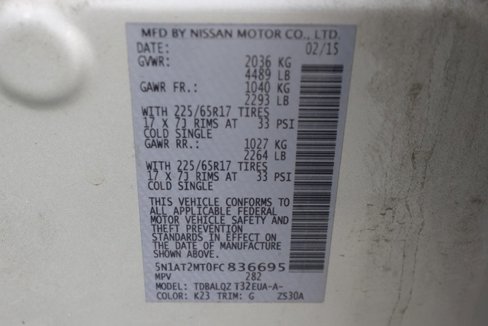 MFD BY NISSAN MOTOR CO., LTD.
DATE: 02/15
GVWR: 2036 KG
4489 LB
GAWR FR.: 1040 KG
2293 LB
WITH 225/65R17 TIRES
17 X 7J RIMS AT 33 PSI
COLD SINGLE
GAWR RR.: 1027 KG
2264 LB
WITH 225/65R17 TIRES
17 X 7J RIMS AT 33 PSI
COLD SINGLE
THIS VEHICLE CONFORMS TO
ALL APPLICABLE FEDERAL
MOTOR VEHICLE SAFETY AND
THEFT PREVENTION
STANDARDS IN EFFECT ON
THE DATE OF MANUFACTURE
SHOWN ABOVE.
5N1AT2MT0FC836695
MPV 282
MODEL: TDBALQZ T32EUA-A-
COLOR: K23 TRIM: G ZS30A